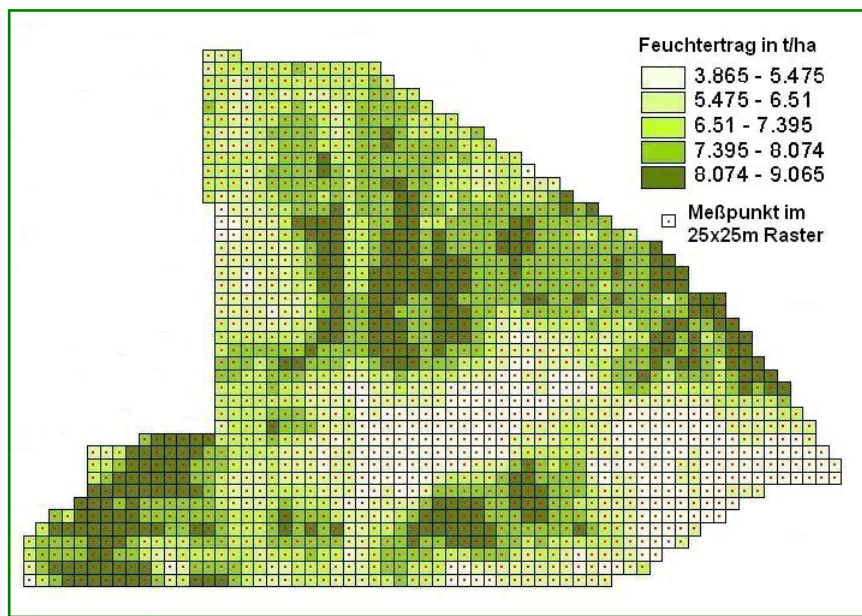 Feuchtertrag in t/ha
3.865 - 5.475
5.475 - 6.51
6.51 - 7.395
7.395 - 8.074
8.074 - 9.065
Meßpunkt im
25x25m Raster